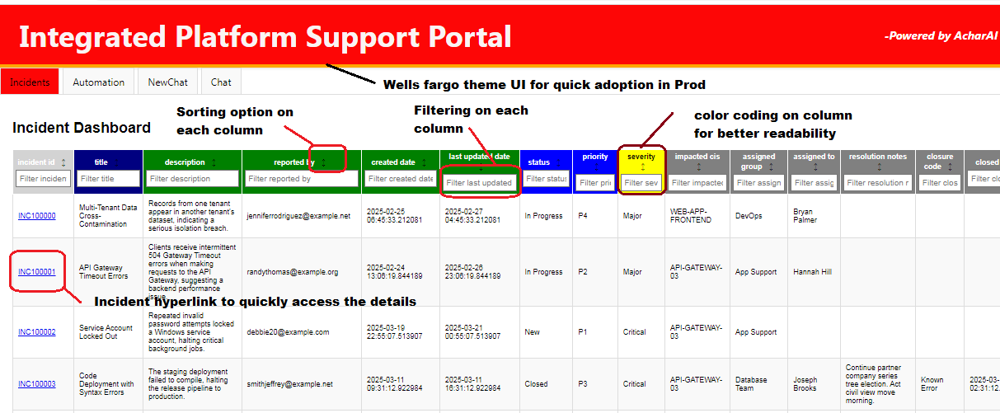 Integrated Platform Support Portal
-Powered by AcharAI
Incidents Automation NewChat Chat
Wells fargo theme UI for quick adoption in Prod
Sorting option on
each column
Filtering on each
column
color coding on column
for better readability
Incident Dashboard
incident id title description reported by created date last updated date status priority severity impacted cis assigned group assigned to resolution notes closure code closed
Filter inciden Filter title Filter description Filter reported by Filter created date Filter last updated Filter status Filter pri Filter sev Filter impacted Filter assign Filter assig Filter resolution r Filter clos Filter clo
INC100000
Multi-Tenant Data
Cross-
Contamination
Records from one tenant
appear in another tenant's
dataset, indicating a
serious isolation breach.
jenniferrodriguez@example.net
2025-02-25
06:45:33.212081
2025-02-27
04:45:33.212081
In Progress
P4
Major
WEB-APP-
FRONTEND
DevOps
Bryan
Palmer
INC100001
API Gateway
Timeout Errors
Clients receive intermittent
504 Gateway Timeout
errors when making
requests to the API
Gateway, suggesting a
backend performance
issue.
randythomas@example.org
2025-02-24
13:06:19.844189
2025-02-26
23:06:19.844189
In Progress
P2
Major
API-GATEWAY-
03
App Support
Hannah Hill
Incident hyperlink to quickly access the details
INC100002
Service Account
Locked Out
Repeated invalid
password attempts locked
a Windows service
account, halting critical
background jobs.
debbie20@example.com
2025-03-19
22:55:07.513907
2025-03-21
00:55:07.513907
New
P1
Critical
API-GATEWAY-
03
App Support
INC100003
Code
Deployment with
Syntax Errors
The staging deployment
failed to compile, halting
the release pipeline to
production.
smithjeffrey@example.net
2025-03-11
09:31:12.922984
2025-03-11
16:31:12.922984
Closed
P3
Critical
API-GATEWAY-
03
Database
Team
Joseph
Brooks
Continue partner
company series
tree election. Act
civil view move
morning.
Known
Error
2025-03-
02:31:12.